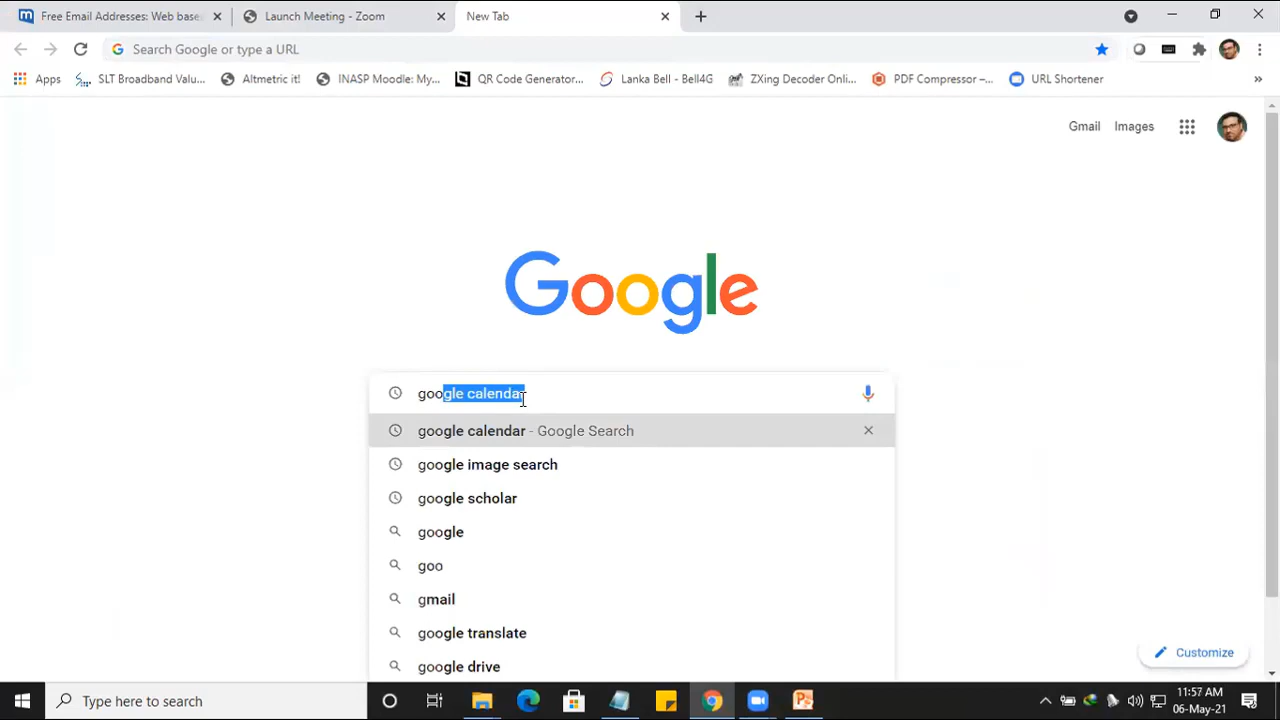 Free Email Addresses: Web base
Launch Meeting - Zoom
New Tab
Search Google or type a URL
Apps
SLT Broadband Valu...
Altmetric it!
INASP Moodle: My...
QR Code Generator...
Lanka Bell - Bell4G
ZXing Decoder Onli...
PDF Compressor –...
URL Shortener
»
Gmail
Images
Google
google calendar
google calendar - Google Search
google image search
google scholar
google
goo
gmail
google translate
google drive
Customize
Type here to search
11:57 AM
06-May-21